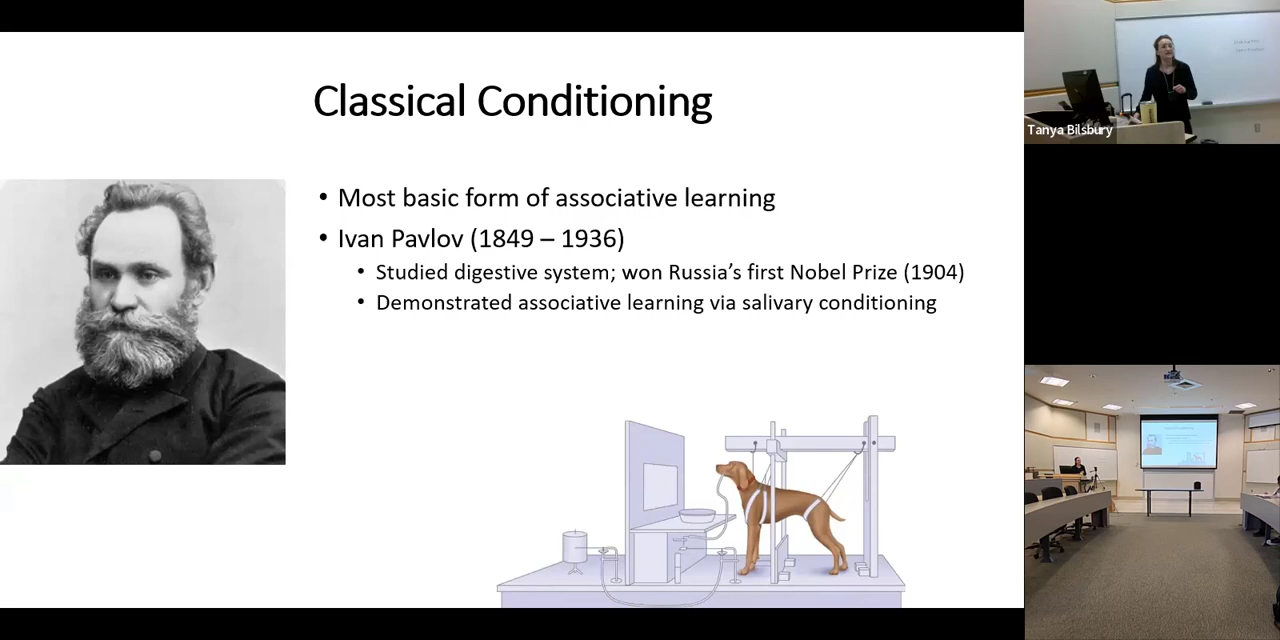 Classical Conditioning
• Most basic form of associative learning
• Ivan Pavlov (1849 – 1936)
• Studied digestive system; won Russia’s first Nobel Prize (1904)
• Demonstrated associative learning via salivary conditioning
Tanya Bilsbury